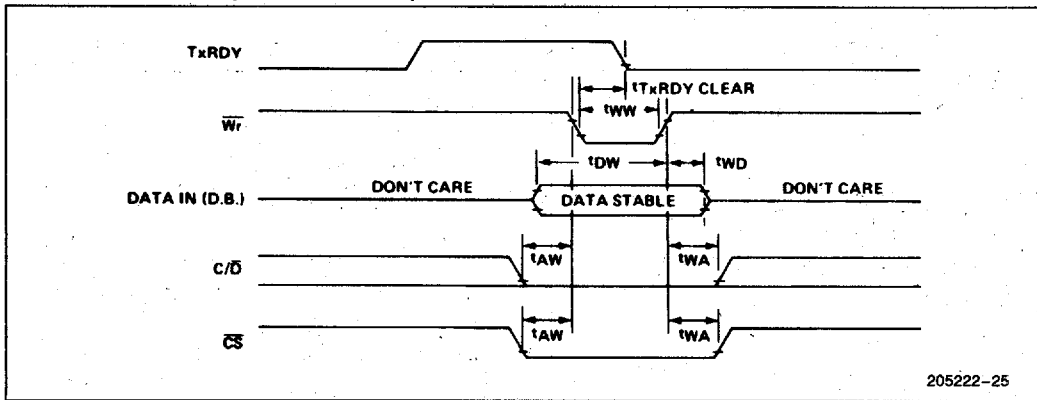 TxRDY
tTxRDY CLEAR
tWW
Wr
tDW
tWD
DATA IN (D.B.)
DON'T CARE
DATA STABLE
DON'T CARE
tAW
tWA
C/D
tAW
tWA
CS
205222-25